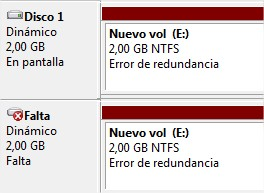 Disco 1
Dinámico
2,00 GB
En pantalla
Nuevo vol (E:)
2,00 GB NTFS
Error de redundancia
Falta
Dinámico
2,00 GB
Falta
Nuevo vol (E:)
2,00 GB NTFS
Error de redundancia